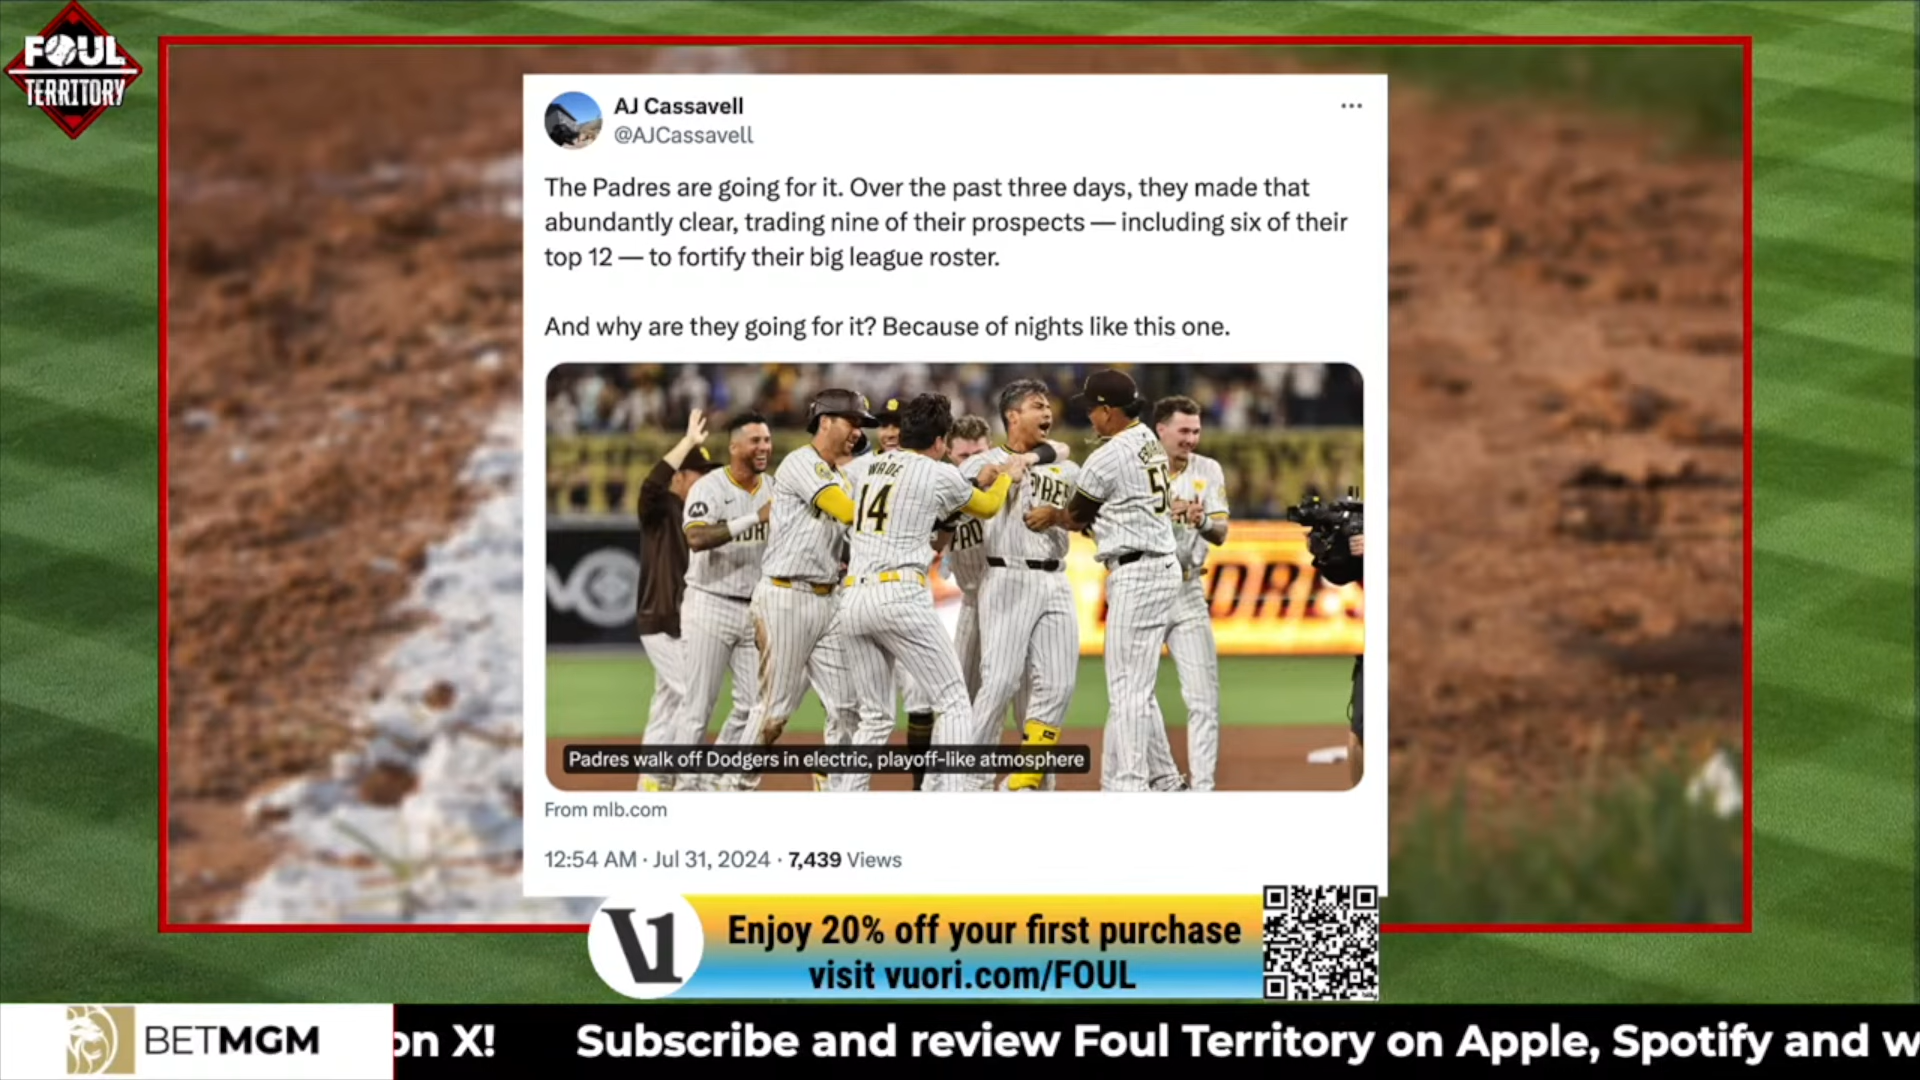 FOUL
TERRITORY
AJ Cassavell
@AJCassavell
The Padres are going for it. Over the past three days, they made that
abundantly clear, trading nine of their prospects — including six of their
top 12 — to fortify their big league roster.
And why are they going for it? Because of nights like this one.
WADE
14
Padres walk off Dodgers in electric, playoff-like atmosphere
From mlb.com
12:54 AM · Jul 31, 2024 · 7,439 Views
Enjoy 20% off your first purchase
visit vuori.com/FOUL
BETMGM
on X! Subscribe and review Foul Territory on Apple, Spotify and w